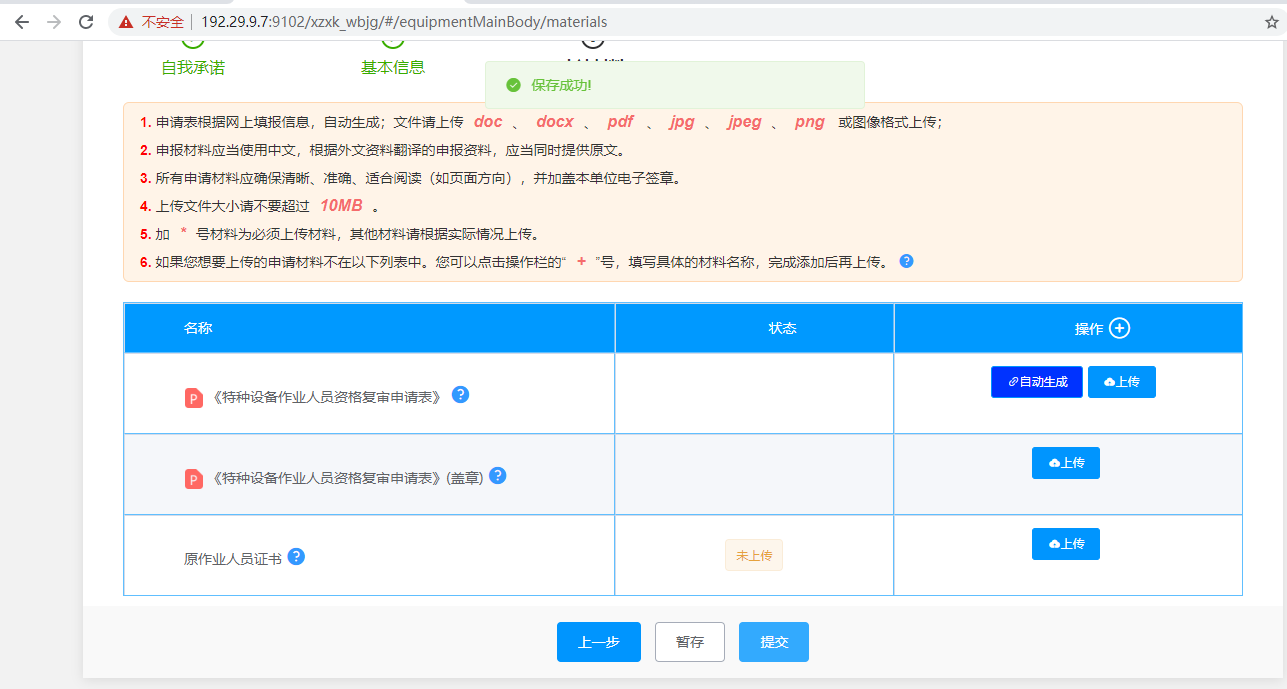 不安全 192.29.9.7:9102/xzxk_wbjg/#/equipmentMainBody/materials
自我承诺 基本信息
保存成功!
1. 申请表根据网上填报信息，自动生成；文件请上传 doc 、 docx 、 pdf 、 jpg 、 jpeg 、 png 或图像格式上传；
2. 申报材料应当使用中文，根据外文资料翻译的申报资料，应当同时提供原文。
3. 所有申请材料应确保清晰、准确、适合阅读（如页面方向），并加盖本单位电子签章。
4. 上传文件大小请不要超过 10MB 。
5. 加 * 号材料为必须上传材料，其他材料请根据实际情况上传。
6. 如果您想要上传的申请材料不在以下列表中。您可以点击操作栏的“ + ”号，填写具体的材料名称，完成添加后再上传。 ?
名称 状态 操作 +
P 《特种设备作业人员资格复审申请表》 ? 自动生成 上传
P 《特种设备作业人员资格复审申请表》(盖章) ? 上传
原作业人员证书 ? 未上传 上传
上一步 暂存 提交